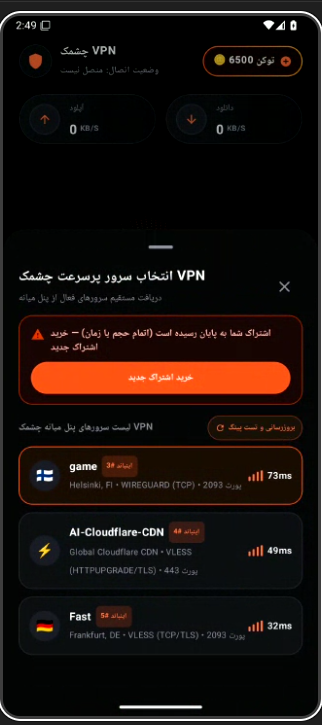 2:49
چشمک VPN
وضعیت اتصال: متصل نیست
6500 توکن
آپلود
0 KB/S
دانلود
0 KB/S
انتخاب سرور پرسرعت چشمک VPN
دریافت مستقیم سرورهای فعال از پنل میانه
اشتراک شما به پایان رسیده است (اتمام حجم یا زمان) — خرید
اشتراک جدید
خرید اشتراک جدید
لیست سرورهای پنل میانه چشمک VPN
بروزرسانی و تست پینگ
game
اینباند #3
Helsinki, FI • WIREGUARD (TCP) • پورت 2093
73ms
AI-Cloudflare-CDN
اینباند #4
Global Cloudflare CDN • VLESS
(HTTPUPGRADE/TLS) • پورت 443
49ms
Fast
اینباند #5
Frankfurt, DE • VLESS (TCP/TLS) • پورت 2093
32ms